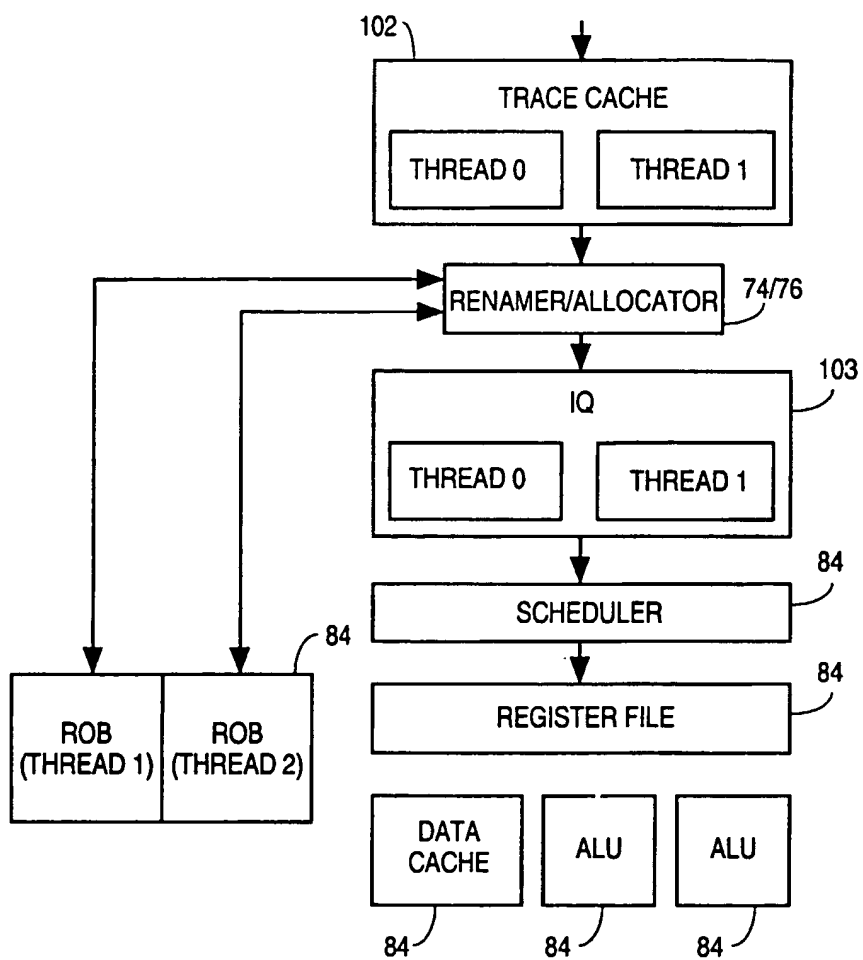 102
TRACE CACHE
THREAD 0
THREAD 1
RENAMER/ALLOCATOR
74/76
103
IQ
THREAD 0
THREAD 1
84
SCHEDULER
84
84
REGISTER FILE
ROB
(THREAD 1)
ROB
(THREAD 2)
DATA
CACHE
ALU
ALU
84
84
84